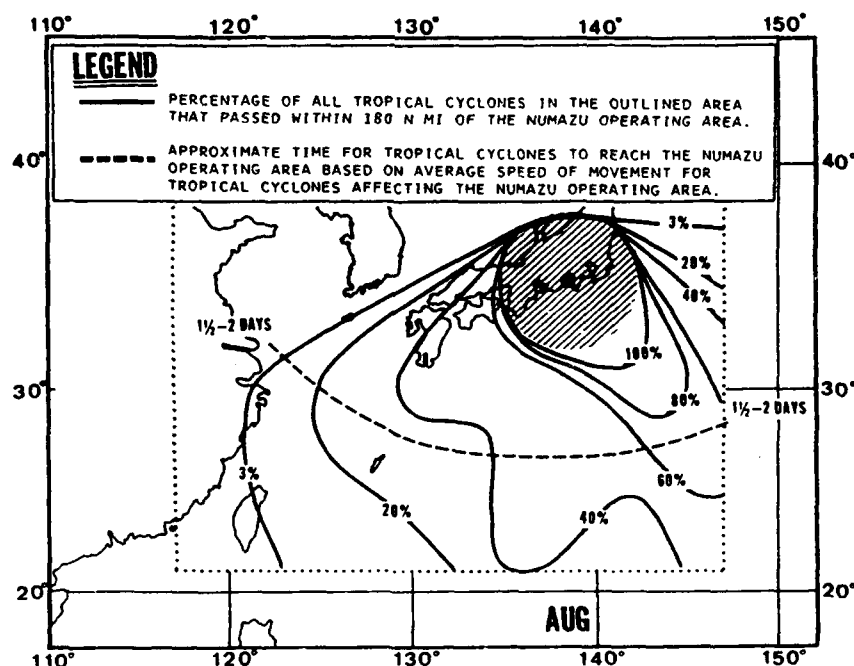 110° 120° 130° 140° 150°
LEGEND
PERCENTAGE OF ALL TROPICAL CYCLONES IN THE OUTLINED AREA
THAT PASSED WITHIN 180 N MI OF THE NUMAZU OPERATING AREA.
APPROXIMATE TIME FOR TROPICAL CYCLONES TO REACH THE NUMAZU
OPERATING AREA BASED ON AVERAGE SPEED OF MOVEMENT FOR
TROPICAL CYCLONES AFFECTING THE NUMAZU OPERATING AREA.
40° 40°
3%
20%
40%
1½-2 DAYS
100%
30° 30°
80%
1½-2 DAYS
3%
60%
20%
40%
20° 20°
AUG
110° 120° 130° 140° 150°